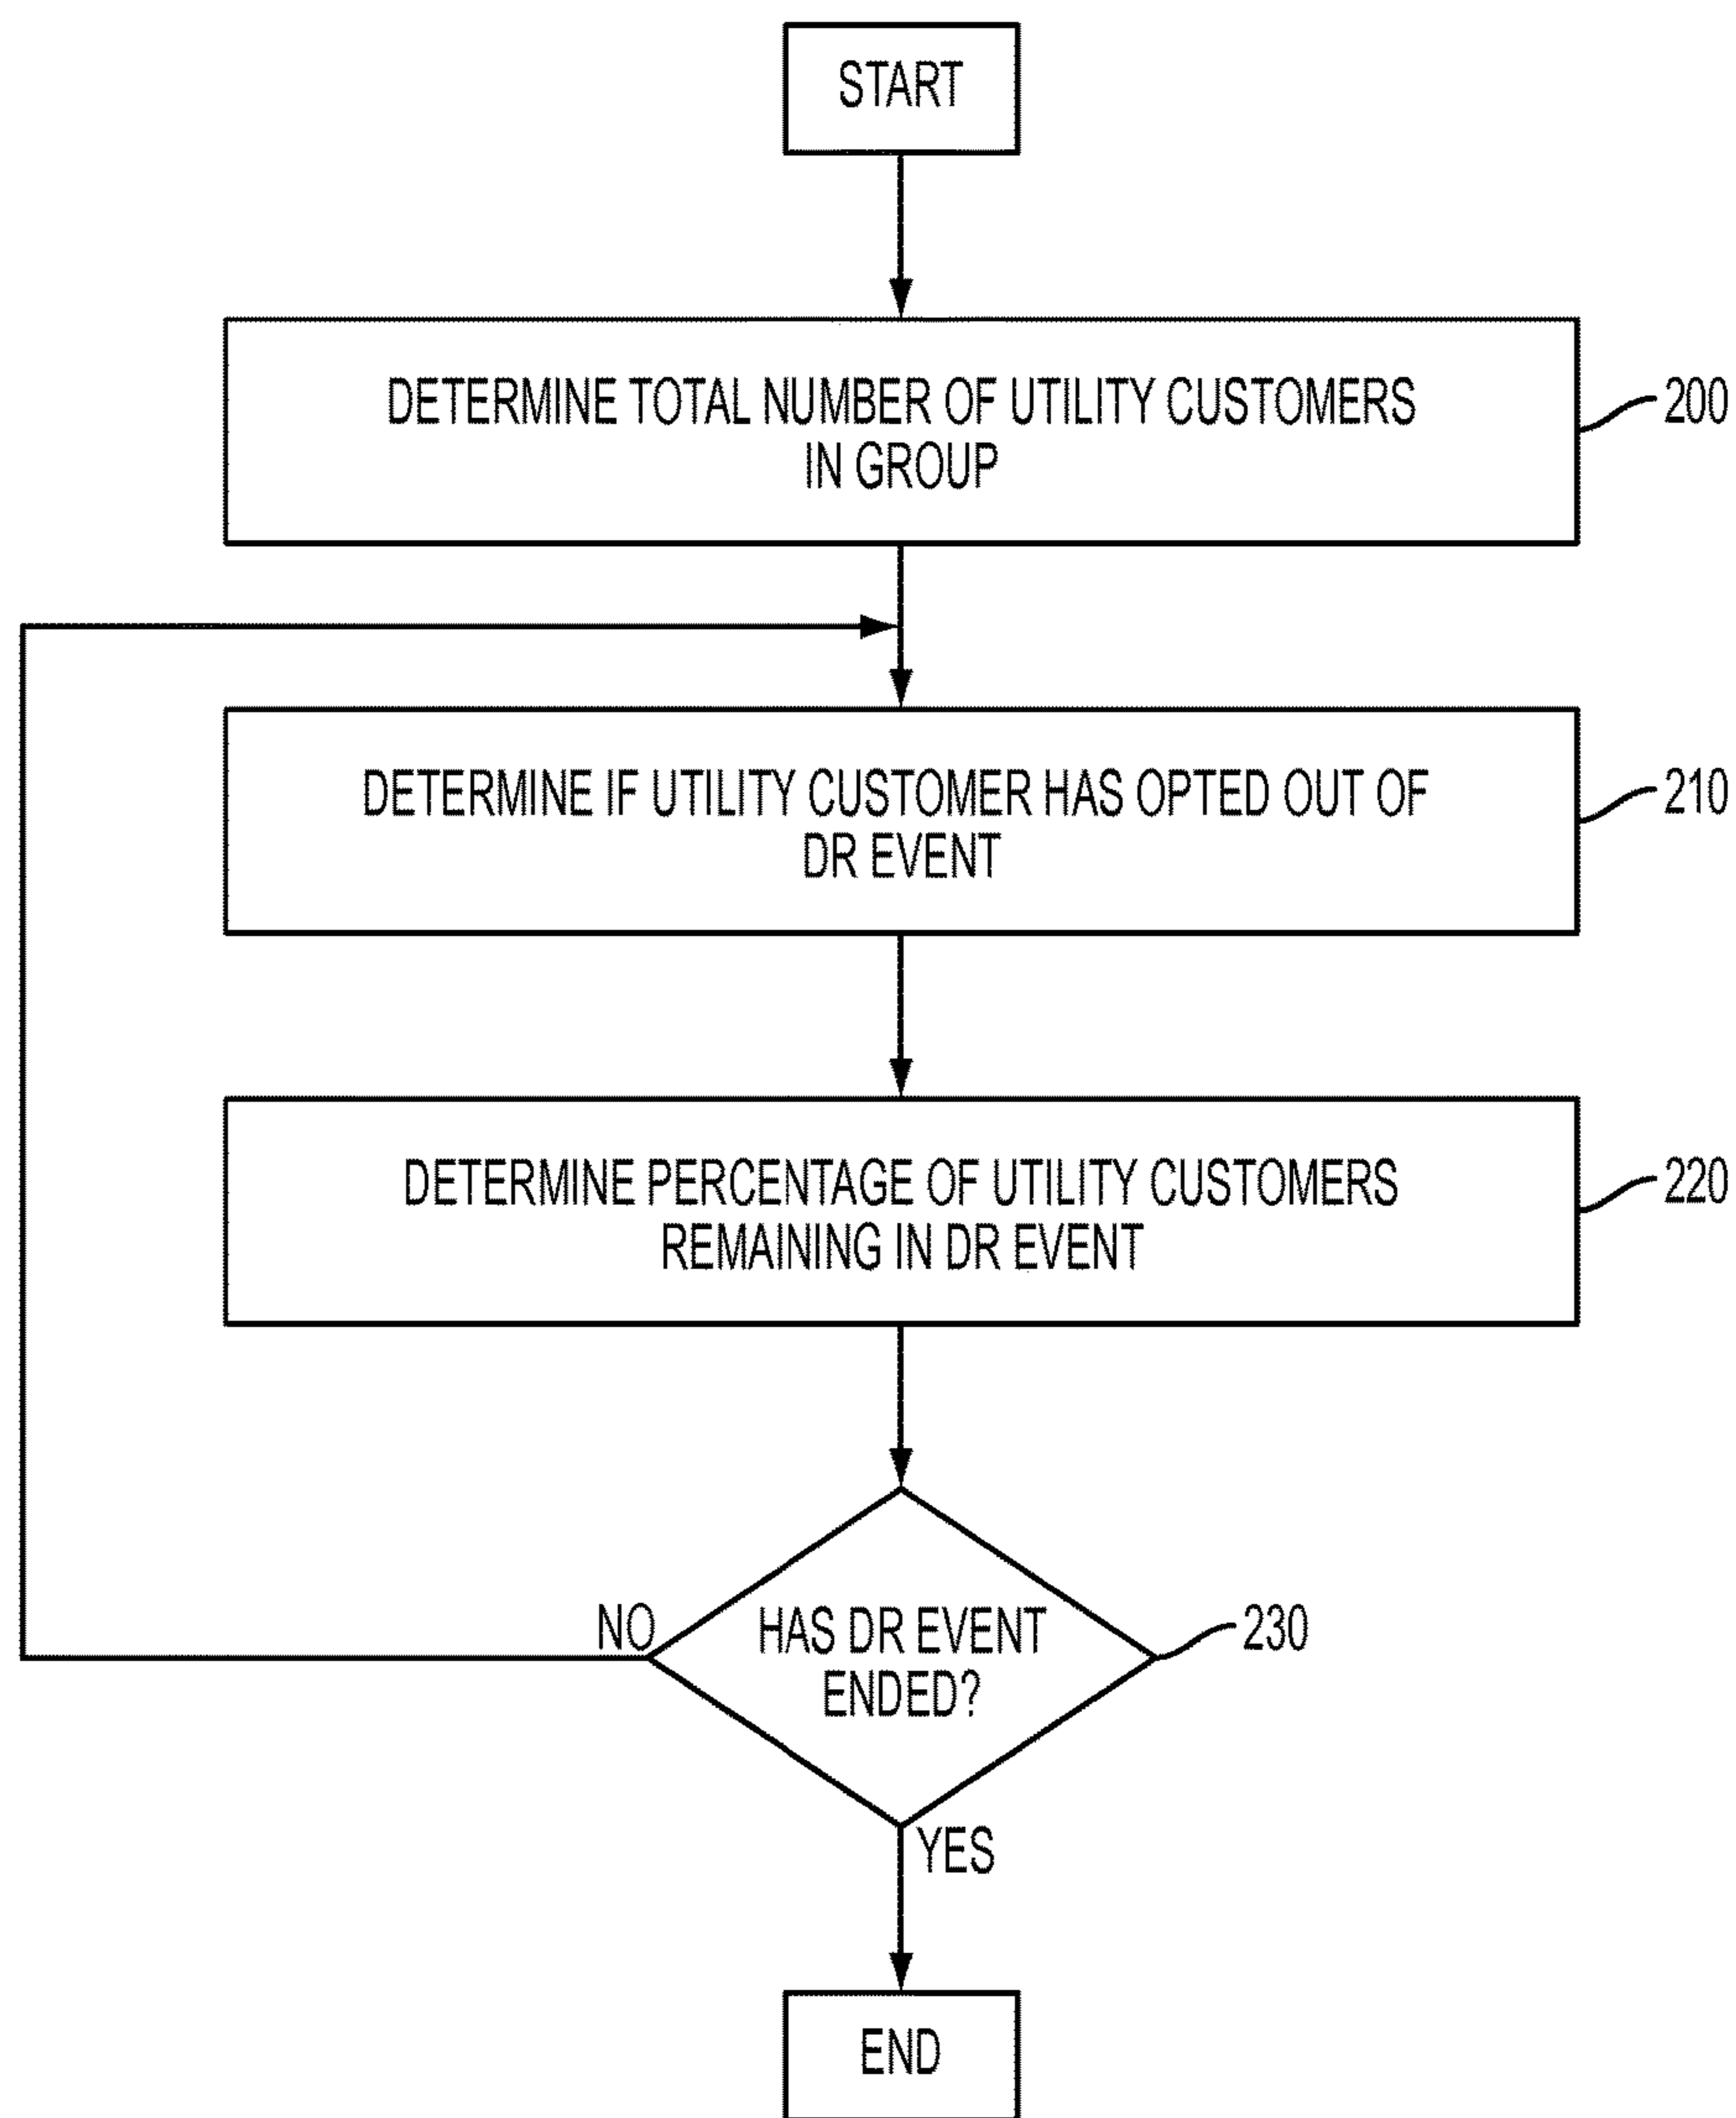 START
DETERMINE TOTAL NUMBER OF UTILITY CUSTOMERS
IN GROUP
200
DETERMINE IF UTILITY CUSTOMER HAS OPTED OUT OF
DR EVENT
210
DETERMINE PERCENTAGE OF UTILITY CUSTOMERS
REMAINING IN DR EVENT
220
NO
HAS DR EVENT
ENDED?
230
YES
END